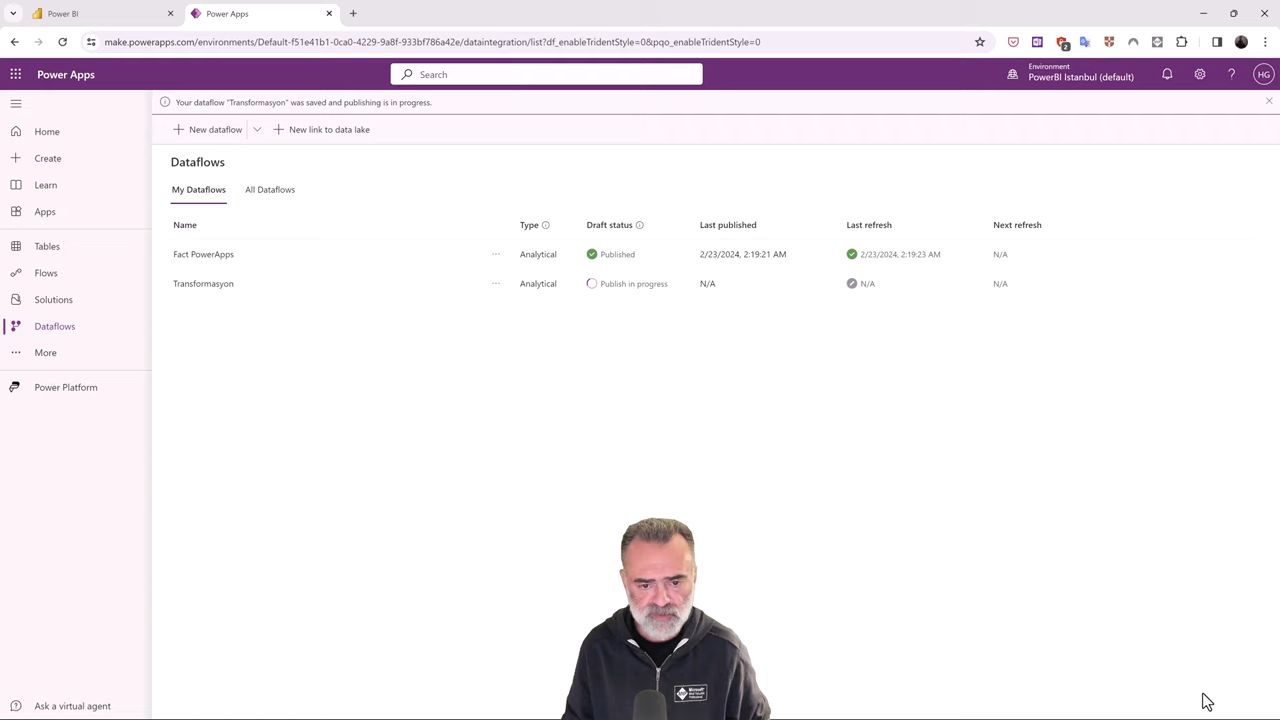 Power BI
Power Apps
make.powerapps.com/environments/Default-f51e41b1-0ca0-4229-9a8f-933bf786a42e/dataintegration/list?df_enableTridentStyle=0&pqo_enableTridentStyle=0
2
Power Apps
Search
Environment
PowerBI Istanbul (default)
HG
Your dataflow "Transformasyon" was saved and publishing is in progress.
Home
Create
Learn
Apps
Tables
Flows
Solutions
Dataflows
More
Power Platform
Ask a virtual agent
New dataflow
New link to data lake
Dataflows
My Dataflows
All Dataflows
Name Type Draft status Last published Last refresh Next refresh
Fact PowerApps Analytical Published 2/23/2024, 2:19:21 AM 2/23/2024, 2:19:23 AM N/A
Transformasyon Analytical Publish in progress N/A N/A N/A
Microsoft